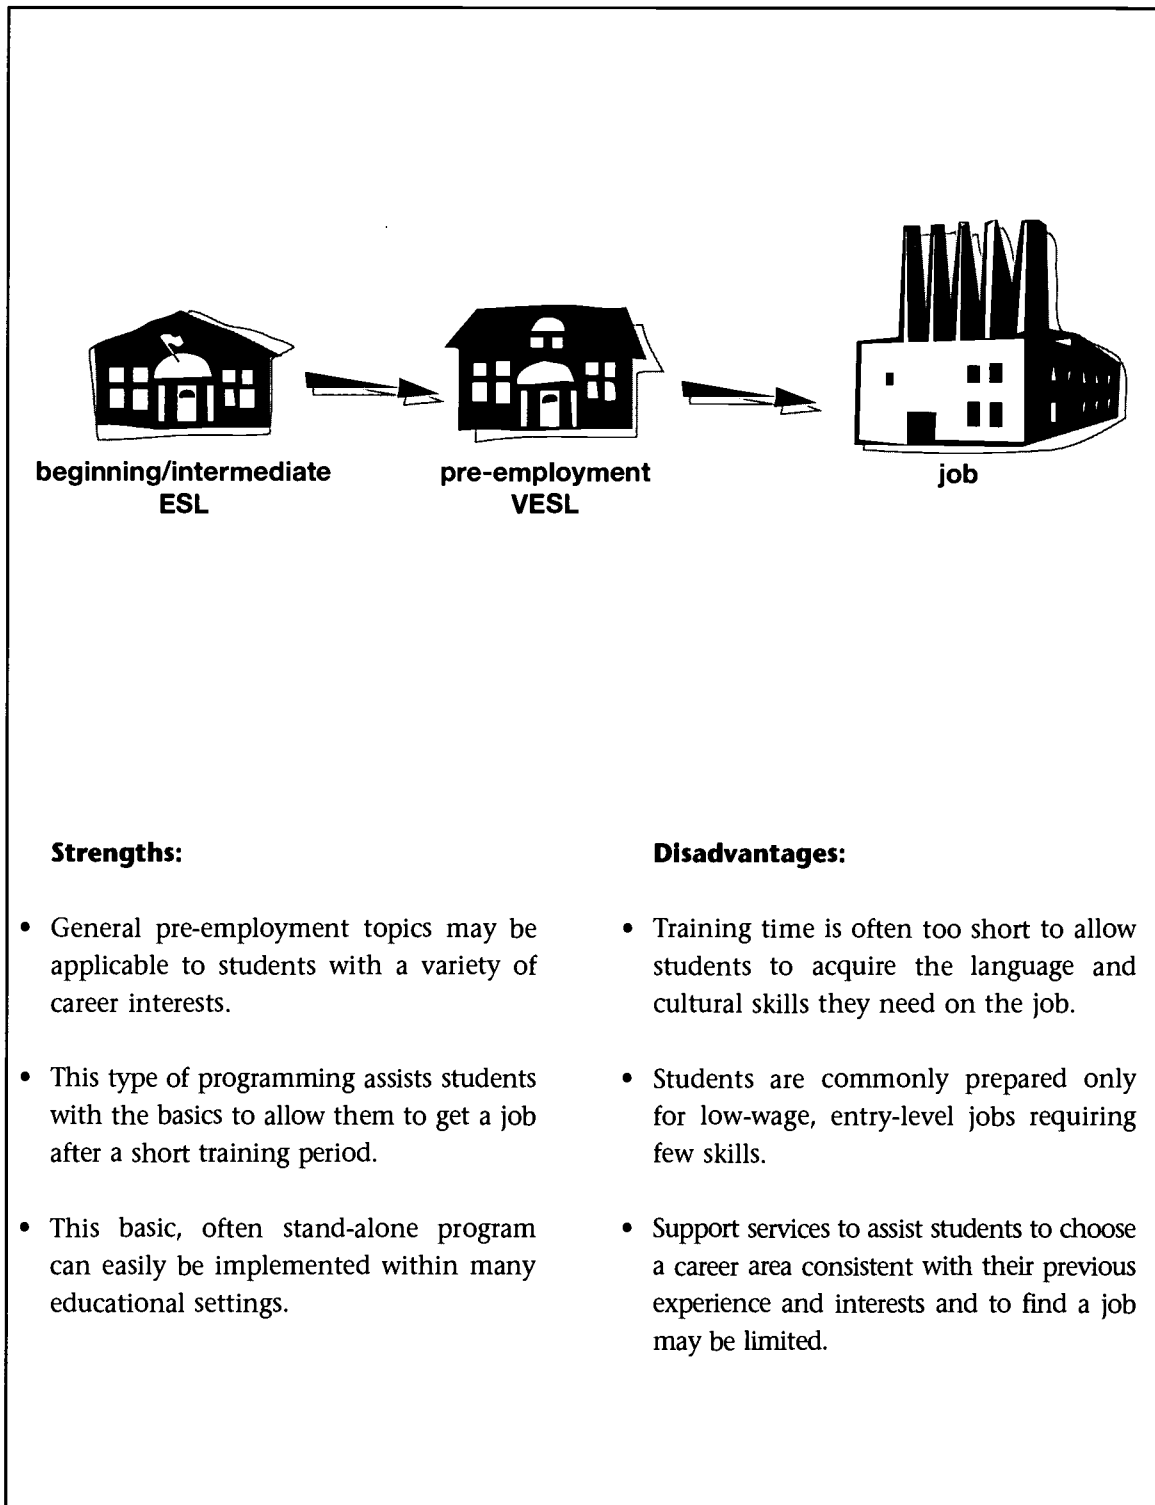 beginning/intermediate
ESL
pre-employment
VESL
job
Strengths:
• General pre-employment topics may be
applicable to students with a variety of
career interests.
• This type of programming assists students
with the basics to allow them to get a job
after a short training period.
• This basic, often stand-alone program
can easily be implemented within many
educational settings.
Disadvantages:
• Training time is often too short to allow
students to acquire the language and
cultural skills they need on the job.
• Students are commonly prepared only
for low-wage, entry-level jobs requiring
few skills.
• Support services to assist students to choose
a career area consistent with their previous
experience and interests and to find a job
may be limited.